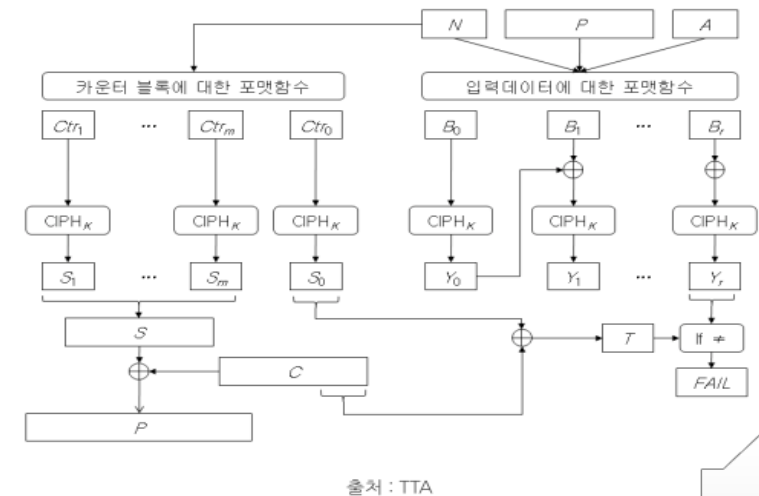 N P A
카운터 블록에 대한 포맷함수 입력데이터에 대한 포맷함수
Ctr1 ... Ctrm Ctr0 B0 B1 ... Br
CIPHK CIPHK CIPHK CIPHK CIPHK CIPHK
S1 ... Sm S0 Y0 Y1 ... Yr
S T If ≠
C FAIL
P
출처 : TTA